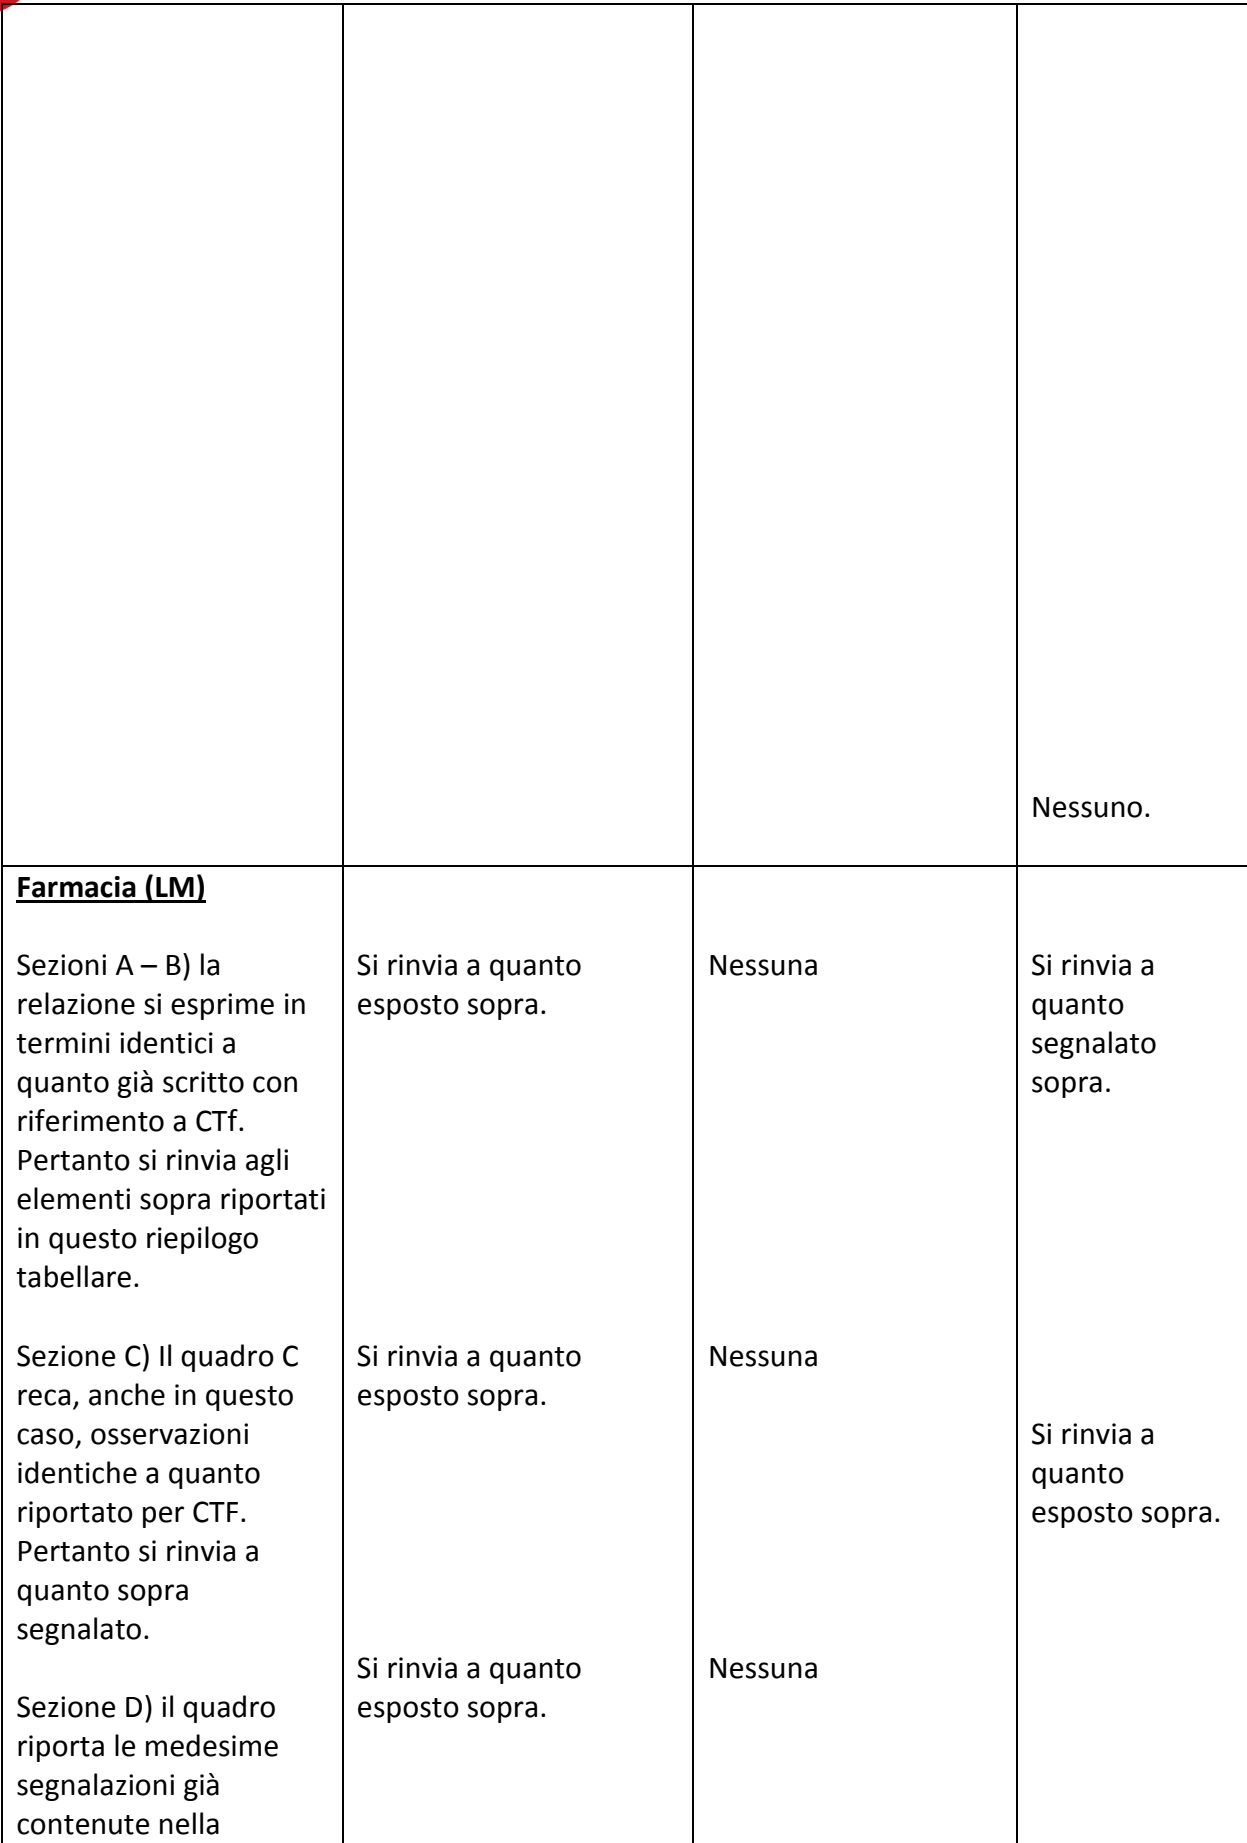 Nessuno.
Farmacia (LM)
Sezioni A – B) la
relazione si esprime in
termini identici a
quanto già scritto con
riferimento a CTf.
Pertanto si rinvia agli
elementi sopra riportati
in questo riepilogo
tabellare.
Sezione C) Il quadro C
reca, anche in questo
caso, osservazioni
identiche a quanto
riportato per CTF.
Pertanto si rinvia a
quanto sopra
segnalato.
Sezione D) il quadro
riporta le medesime
segnalazioni già
contenute nella
Si rinvia a quanto
esposto sopra.
Si rinvia a quanto
esposto sopra.
Si rinvia a quanto
esposto sopra.
Nessuna
Nessuna
Nessuna
Si rinvia a
quanto
segnalato
sopra.
Si rinvia a
quanto
esposto sopra.